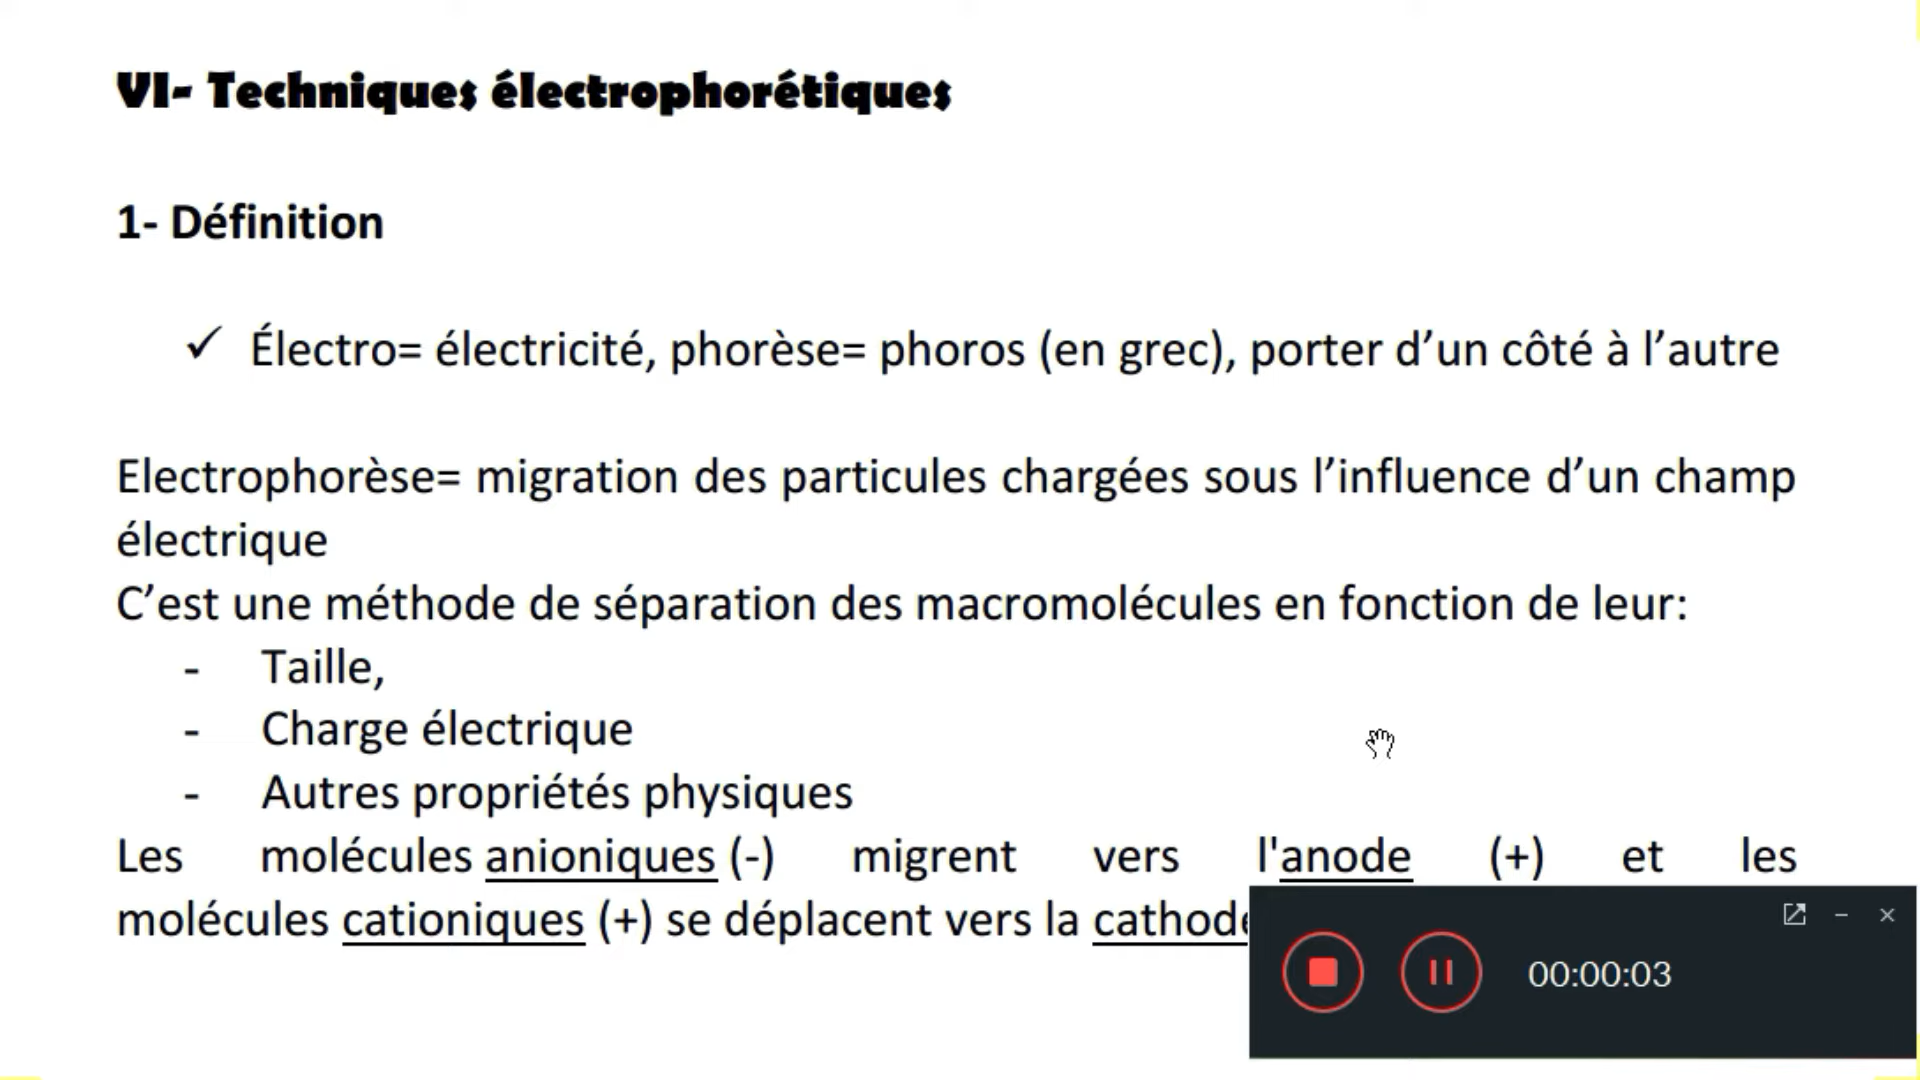 VI- Techniques électrophorétiques
1- Définition
✓ Électro= électricité, phorèse= phoros (en grec), porter d’un côté à l’autre
Electrophorèse= migration des particules chargées sous l’influence d’un champ
électrique
C’est une méthode de séparation des macromolécules en fonction de leur:
- Taille,
- Charge électrique
- Autres propriétés physiques
Les molécules anioniques (-) migrent vers l'anode (+) et les
molécules cationiques (+) se déplacent vers la cathode
00:00:03